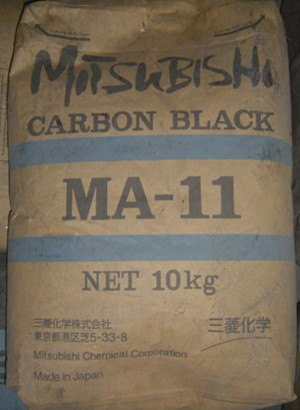 MITSUBISHI
CARBON BLACK
MA-11
NET 10kg
三菱化学株式会社
東京都港区芝5-33-8
三菱化学
Mitsubishi Chemical Corporation
Made in Japan